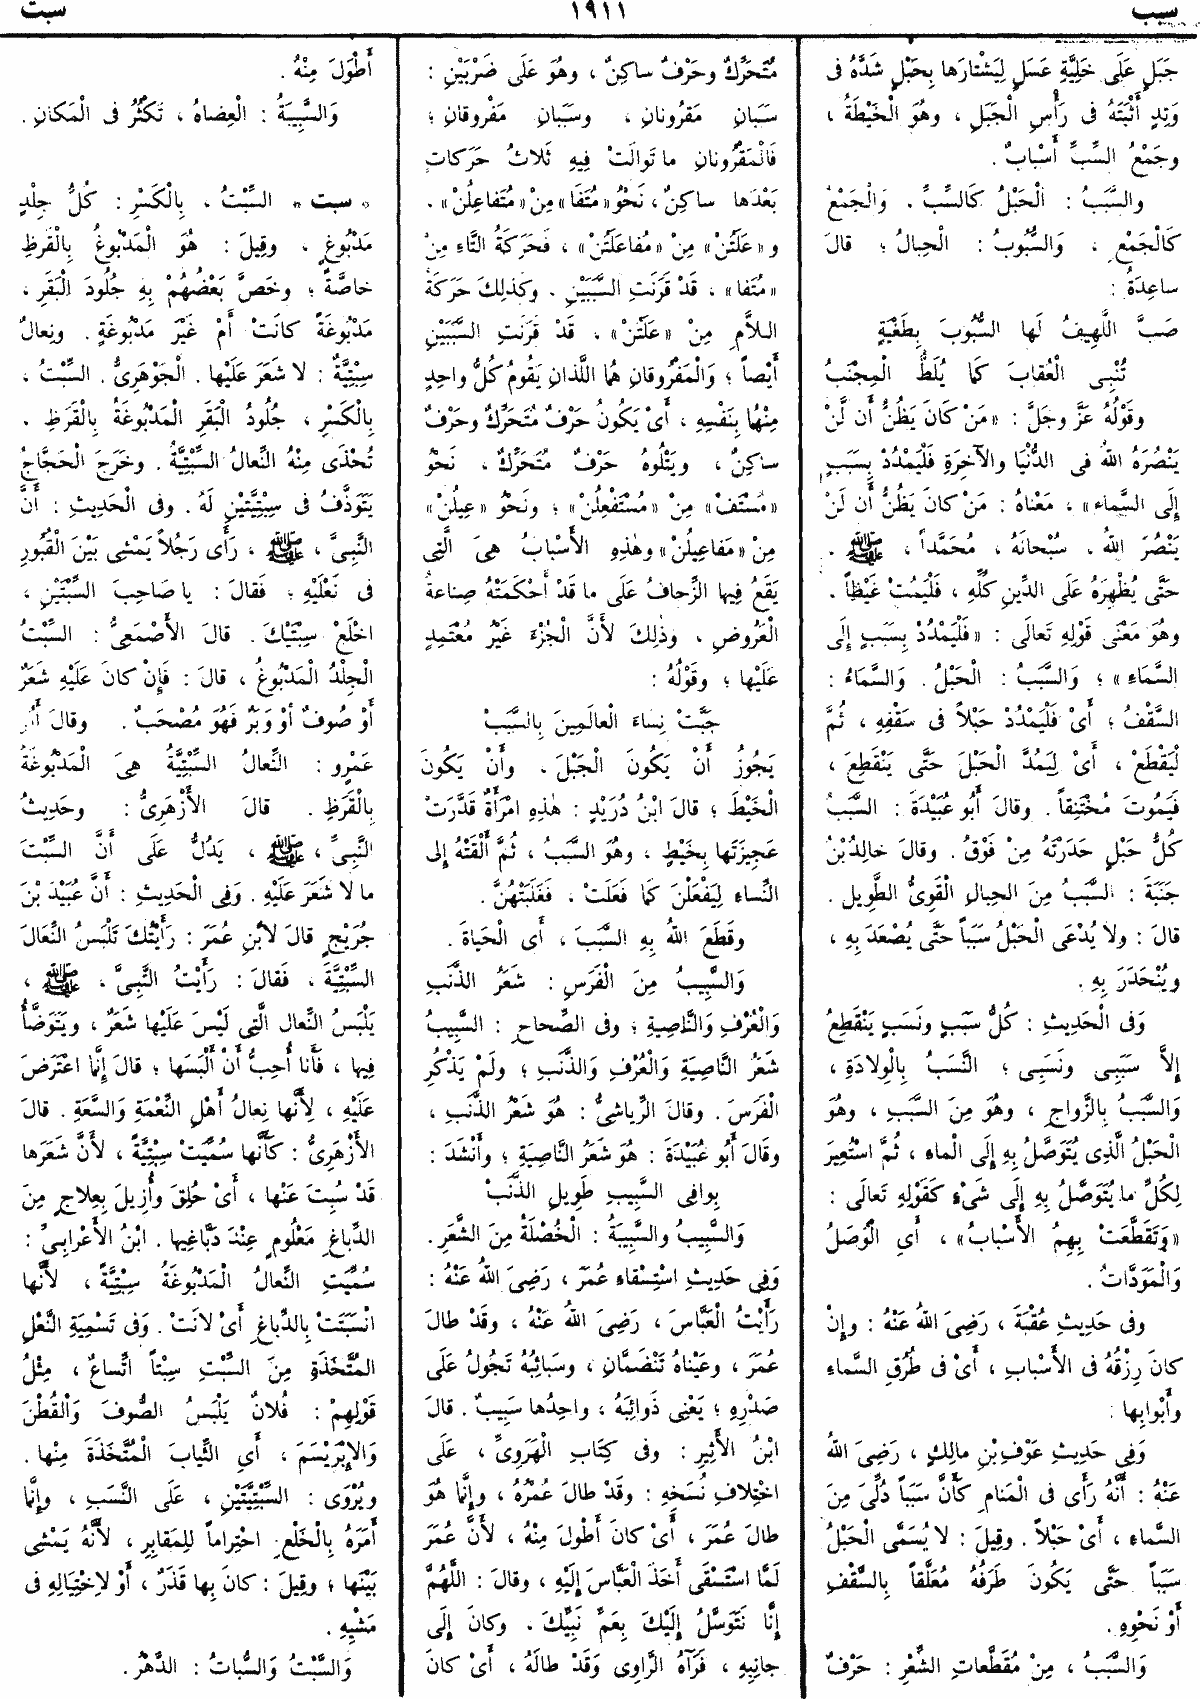 سبب
١٩١١
سبت
جَبَلٍ عَلَى خَلِيَّةِ عَسَلٍ لِيَشْتارَها بِحَبْلٍ شَدَّهُ فى
وَتِدٍ أَثْبَتَهُ فى رَأْسِ الْجَبَلِ ، وهُوَ الْخَيْطَةُ ،
وجَمْعُ السِّبِّ أَسْبابٌ .
والسَّبَبُ : الْحَبْلُ كَالسِّبِّ . وَالْجَمْعُ
كَالْجَمْعِ ، وَالسُّبُوبُ : الْحِبالُ ؛ قالَ
ساعِدَةُ :
صَبَّ اللَّهِيفُ لَها السُّبُوبَ بِطَغْيَةٍ
تُنْبِى الْعُقابَ كَما يُلَطُّ الْمِجْنَبُ
وقَوْلُهُ عَزَّ وجَلَّ : «مَنْ كَانَ يَظُنُّ أَن لَّنْ
يَنْصُرَهُ اللهُ فى الدُّنْيا والآخِرَةِ فَلْيَمْدُدْ بِسَبَبٍ
إِلَى السَّماءِ» ، مَعْناهُ : مَنْ كانَ يَظُنُّ أَن لَنْ
يَنْصُرَ اللهُ ، سُبْحانَهُ ، مُحَمَّداً ، ﷺ ،
حَتَّى يُظْهِرَهُ عَلَى الدِّينِ كُلِّهِ ، فَلْيَمُتْ غَيْظاً .
وهُوَ مَعْنَى قَوْلِهِ تَعالَى : «فَلْيَمْدُدْ بِسَبَبٍ إِلَى
السَّماءِ» ؛ وَالسَّبَبُ : الْحَبْلُ . وَالسَّماءُ :
السَّقْفُ ؛ أَىْ فَلْيَمْدُدْ حَبْلاً فى سَقْفِهِ ، ثُمَّ
لْيَقْطَعْ ، أَىْ لِيَمُدَّ الْحَبْلَ حَتَّى يَنْقَطِعَ ،
فَيَمُوتَ مُخْتَنِقاً . وقالَ أَبُو عُبَيْدَةَ : السَّبَبُ
كُلُّ حَبْلٍ حَدَرْتَهُ مِنْ فَوْقُ . وقالَ خالِدُ بْنُ
جَنَبَةَ : السَّبَبُ مِنَ الحِبالِ الْقَوِىُّ الطَّوِيلُ .
قالَ : ولا يُدْعَى الْحَبْلُ سَبَباً حَتَّى يُصْعَدَ بِهِ ،
ويُنْحَدَرَ بِهِ .
وَفى الْحَدِيثِ : كُلُّ سَبَبٍ ونَسَبٍ يَنْقَطِعُ
إِلاَّ سَبَبِى ونَسَبِى ؛ النَّسَبُ بِالْوِلادَةِ ،
وَالسَّبَبُ بِالزَّواجِ ، وهُوَ مِنَ السَّبَبِ ، وهُوَ
الْحَبْلُ الَّذِى يُتَوَصَّلُ بِهِ إِلَى الْماءِ ، ثُمَّ اسْتُعِيرَ
لِكُلِّ ما يُتَوَصَّلُ بِهِ إِلَى شَىْءٍ كَقَوْلِهِ تَعالَى :
«وَتَقَطَّعَتْ بِهِمُ الأَسْبابُ» ، أَىِ الْوُصَلُ
وَالْمَوَدَّاتُ .
وفى حَدِيثِ عُقْبَةَ ، رَضِىَ اللهُ عَنْهُ : وإِنْ
كانَ رِزْقُهُ فى الأَسْبابِ ، أَىْ فى طُرُقِ السَّماءِ
وأَبْوابِها .
وَفِى حَدِيثِ عَوْفِ بْنِ مالِكٍ ، رَضِىَ اللهُ
عَنْهُ : أَنَّهُ رَأَى فى الْمَنامِ كَأَنَّ سَبَباً دُلِّىَ مِنَ
السَّماءِ ، أَىْ حَبْلاً . وقِيلَ : لا يُسَمَّى الْحَبْلُ
سَبَباً حَتَّى يَكُونَ طَرَفُهُ مُعَلَّقاً بِالسَّقْفِ
أَوْ نَحْوِهِ .
وَالسَّبَبُ ، مِنْ مُقَطَّعاتِ الشِّعْرِ : حَرْفٌ
مُتَحَرِّكٌ وحَرْفٌ ساكِنٌ ، وهُوَ عَلَى ضَرْبَيْنِ :
سَبَبانِ مَقْرُونانِ ، وسَبَبانِ مَفْرُوقانِ ؛
فَالْمَقْرُونانِ ما تَوالَتْ فِيهِ ثَلاثُ حَرَكاتٍ
بَعْدَها ساكِنٌ ، نَحْوُ «مُتَفَا» مِنْ «مُتَفاعِلُنْ» .
و «عَلَتُنْ» مِنْ «مُفاعَلَتُنْ» ، فَحَرَكَةُ التَّاءِ مِنْ
«مُتَفا» ، قَدْ قَرَنَتِ السَّبَبَيْنِ . وكَذلِكَ حَرَكَةُ
اللاَّمِ مِنْ «عَلَتُنْ» ، قَدْ قَرَنَتِ السَّبَبَيْنِ
أَيْضاً ؛ وَالْمَفْرُوقانِ هُمَا اللَّذانِ يَقُومُ كُلُّ واحِدٍ
مِنْهُما بِنَفْسِهِ ، أَىْ يَكُونُ حَرْفٌ مُتَحَرِّكٌ وحَرْفٌ
ساكِنٌ ، ويَتْلُوهُ حَرْفٌ مُتَحَرِّكٌ ، نَحْوُ
«مُسْتَفْ» مِنْ «مُسْتَفْعِلُنْ» ؛ ونَحْوُ «عِيلُنْ»
مِنْ «مَفاعِيلُنْ» وهٰذِهِ الأَسْبابُ هِىَ الَّتِى
يَقَعُ فِيها الزِّحافُ عَلَى ما قَدْ أَحْكَمَتْهُ صِناعَةُ
الْعَرُوضِ ، وذٰلِكَ لأَنَّ الْجُزْءَ غَيْرُ مُعْتَمِدٍ
عَلَيْها ؛ وقَوْلُهُ :
جَبَّتْ نِساءَ الْعالَمِينَ بِالسَّبَبْ
يَجُوزُ أَنْ يَكُونَ الْحَبْلَ ، وأَنْ يَكُونَ
الْخَيْطَ ؛ قالَ ابْنُ دُرَيْدٍ : هٰذِهِ امْرَأَةٌ قَدَّرَتْ
عَجِيزَتَها بِخَيْطٍ ، وهُوَ السَّبَبُ ، ثُمَّ أَلْقَتْهُ إِلَى
النِّساءِ لِيَفْعَلْنَ كَما فَعَلَتْ ، فَغَلَبَتْهُنَّ .
وقَطَعَ اللهُ بِهِ السَّبَبَ ، أَىِ الْحَياةَ .
وَالسَّبِيبُ مِنَ الْفَرَسِ : شَعَرُ الذَّنَبِ
وَالْعُرْفِ وَالنَّاصِيَةِ ؛ وفى الصِّحاحِ : السَّبِيبُ
شَعَرُ النَّاصِيَةِ وَالْعُرْفِ وَالذَّنَبِ ؛ ولَمْ يَذْكُرِ
الْفَرَسَ . وقالَ الرِّياشِىُّ : هُوَ شَعْرُ الذَّنَبِ ،
وقالَ أَبُو عُبَيْدَةَ : هُوَ شَعَرُ النَّاصِيَةِ ؛ وأَنْشَدَ :
بِوافِى السَّبِيبِ طَوِيلِ الذَّنَبْ
وَالسَّبِيبُ والسَّبِيبَةُ : الْخُصْلَةُ مِنَ الشَّعَرِ .
وَفِى حَدِيثِ اسْتِسْقاءِ عُمَرَ ، رَضِىَ اللهُ عَنْهُ :
رَأَيْتُ الْعَبَّاسَ ، رَضِىَ اللهُ عَنْهُ ، وقَدْ طالَ
عُمَرَ ، وعَيْناهُ تَنْضَمَّانِ ، وسَبائِبُهُ تَجُولُ عَلَى
صَدْرِهِ ؛ يَعْنِى ذَوائِبَهُ ، واحِدُها سَبِيبٌ . قالَ
ابْنُ الأَثِيرِ : وفى كِتابِ الْهَرَوِىِّ ، عَلَى
اخْتِلافِ نُسَخِهِ : وقَدْ طالَ عُمْرُهُ ، وإِنَّما هُوَ
طالَ عُمَرَ ، أَىْ كانَ أَطْوَلَ مِنْهُ ، لأَنَّ عُمَرَ
لَمَّا اسْتَسْقَى أَخَذَ الْعَبَّاسَ إِلَيْهِ ، وقالَ : اللَّهُمَّ
إِنَّا نَتَوَسَّلُ إِلَيْكَ بِعَمِّ نَبِيِّكَ ، وكانَ إِلَى
جانِبِهِ ، فَرَآهُ الرَّاوِى وَقَدْ طالَهُ ، أَىْ كانَ
أَطْوَلَ مِنْهُ .
وَالسَّبِيبَةُ : الْعِضاهُ ، تَكْثُرُ فى الْمَكانِ .
« سبت » السِّبْتُ ، بِالْكَسْرِ : كُلُّ جِلْدٍ
مَدْبُوغٍ ، وقِيلَ : هُوَ الْمَدْبُوغُ بِالْقَرَظِ
خاصَّةً ؛ وخَصَّ بَعْضُهُمْ بِهِ جُلُودَ الْبَقَرِ ،
مَدْبُوغَةً كانَتْ أَمْ غَيْرَ مَدْبُوغَةٍ . ونِعالٌ
سِبْتِيَّةٌ : لا شَعَرَ عَلَيْها . الْجَوْهَرِىُّ . السِّبْتُ ،
بِالْكَسْرِ ، جُلُودُ الْبَقَرِ الْمَدْبُوغَةُ بِالْقَرَظِ .
تُحْذَى مِنْهُ النِّعالُ السِّبْتِيَّةُ . وخَرَجَ الْحَجَّاجُ
يَتَوَذَّفُ فى سِبْتِيَّتَيْنِ لَهُ . وفى الْحَدِيثِ : أَنَّ
النَّبِىَّ ، ﷺ ، رَأَى رَجُلاً يَمْشِى بَيْنَ الْقُبُورِ
فى نَعْلَيْهِ ؛ فَقالَ : يا صَاحِبَ السِّبْتَيْنِ ،
اخْلَعْ سِبْتَيْكَ . قالَ الأَصْمَعِىُّ : السِّبْتُ
الْجِلْدُ الْمَدْبُوغُ ، قالَ : فَإِنْ كانَ عَلَيْهِ شَعَرٌ
أَوْ صُوفٌ أَوْ وَبَرٌ فَهُوَ مُصْحَبٌ . وقالَ أَبُو
عَمْرٍو : النِّعالُ السِّبْتِيَّةُ هِىَ الْمَدْبُوغَةُ
بِالْقَرَظِ . قالَ الأَزْهَرِىُّ : وحَدِيثُ
النَّبِىِّ ، ﷺ ، يَدُلُّ عَلَى أَنَّ السِّبْتَ
ما لا شَعَرَ عَلَيْهِ . وَفِى الْحَدِيثِ : أَنَّ عُبَيْدَ بْنَ
جُرَيْجٍ قالَ لابْنِ عُمَرَ : رَأَيْتُكَ تَلْبَسُ النِّعالَ
السِّبْتِيَّةَ ، فَقالَ : رَأَيْتُ النَّبِىَّ ، ﷺ ،
يَلْبَسُ النِّعالَ الَّتِى لَيْسَ عَلَيْها شَعَرٌ ، ويَتَوَضَّأُ
فِيها ، فَأَنا أُحِبُّ أَنْ أَلْبَسَها ؛ قالَ إِنَّما اعْتَرَضَ
عَلَيْهِ ، لأَنَّها نِعالُ أَهْلِ النِّعْمَةِ وَالسَّعَةِ . قالَ
الأَزْهَرِىُّ : كَأَنَّها سُمِّيَتْ سِبْتِيَّةً ، لأَنَّ شَعَرَها
قَدْ سُبِتَ عَنْها ، أَىْ حُلِقَ وأُزِيلَ بِعِلاجٍ مِنَ
الدِّباغِ مَعْلُومٍ عِنْدَ دَبَّاغِيها . ابْنُ الأَعْرابِىِّ :
سُمِّيَتِ النِّعالُ الْمَدْبُوغَةُ سِبْتِيَّةً ، لأَنَّها
انْسَبَتَتْ بِالدِّباغِ أَىْ لانَتْ . وَفى تَسْمِيَةِ النَّعْلِ
الْمُتَّخَذَةِ مِنَ السِّبْتِ سِبْتاً اتِّساعٌ ، مِثْلُ
قَوْلِهِمْ : فُلانٌ يَلْبَسُ الصُّوفَ وَالْقُطْنَ
وَالإِبْرَيْسَمَ ، أَىِ الثِّيابَ الْمُتَّخَذَةَ مِنْها .
ويُرْوَى : السِّبْتِيَّتَيْنِ ، عَلَى النَّسَبِ ، وإِنَّما
أَمَرَهُ بِالْخَلْعِ احْتِراماً لِلمَقابِرِ ، لأَنَّهُ يَمْشِى
بَيْنَها ؛ وقِيلَ : كانَ بِها قَذَرٌ ، أَوْ لاِخْتِيالِهِ فى
مَشْيِهِ .
وَالسَّبْتُ وَالسُّباتُ : الدَّهْرُ .